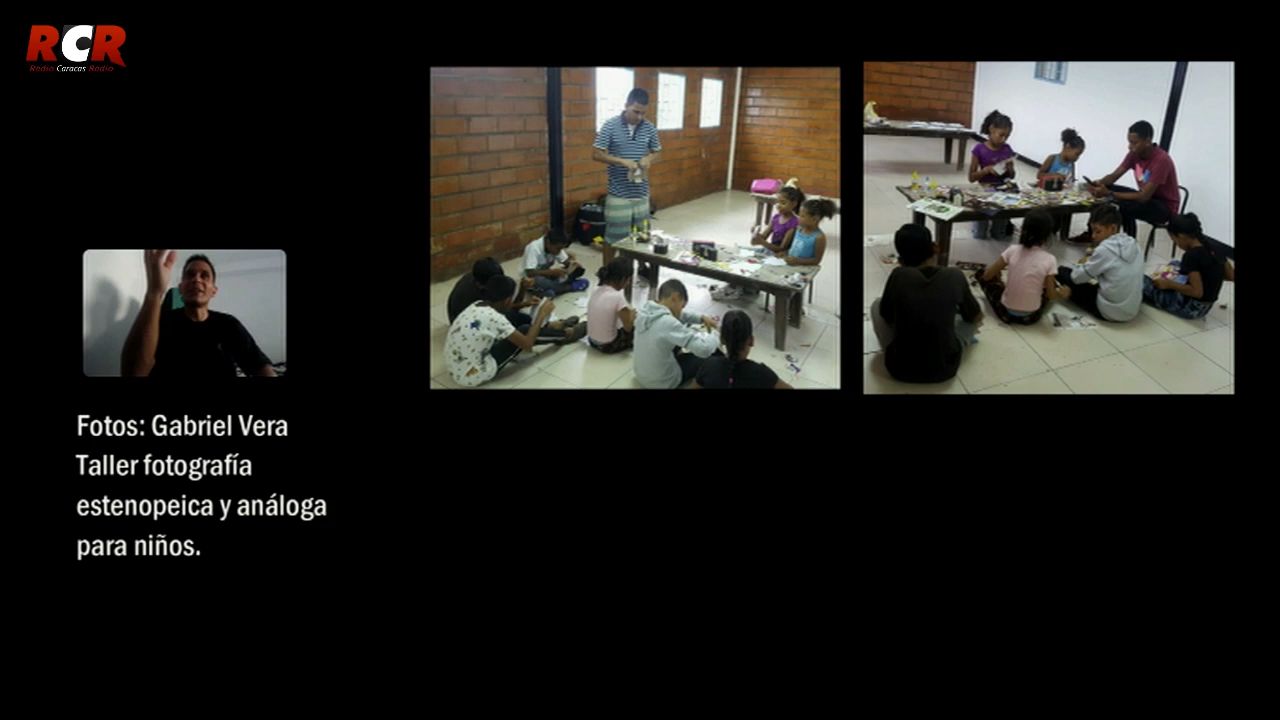 RCR
Radio Caracas Radio
Fotos: Gabriel Vera
Taller fotografía
estenopeica y análoga
para niños.